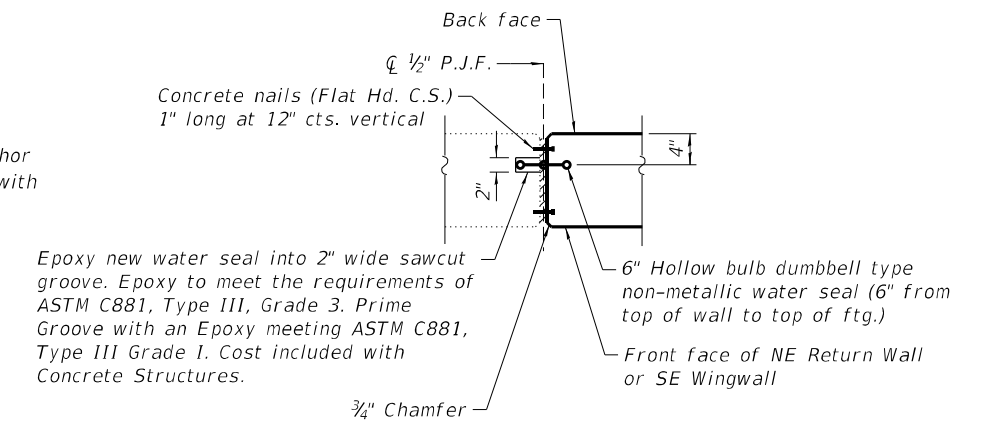 Back face
℄ ½" P.J.F.
Concrete nails (Flat Hd. C.S.)
1" long at 12" cts. vertical
hor
with
4"
2"
Epoxy new water seal into 2" wide sawcut
groove. Epoxy to meet the requirements of
ASTM C881, Type III, Grade 3. Prime
Groove with an Epoxy meeting ASTM C881,
Type III Grade I. Cost included with
Concrete Structures.
6" Hollow bulb dumbbell type
non-metallic water seal (6" from
top of wall to top of ftg.)
Front face of NE Return Wall
or SE Wingwall
¾" Chamfer